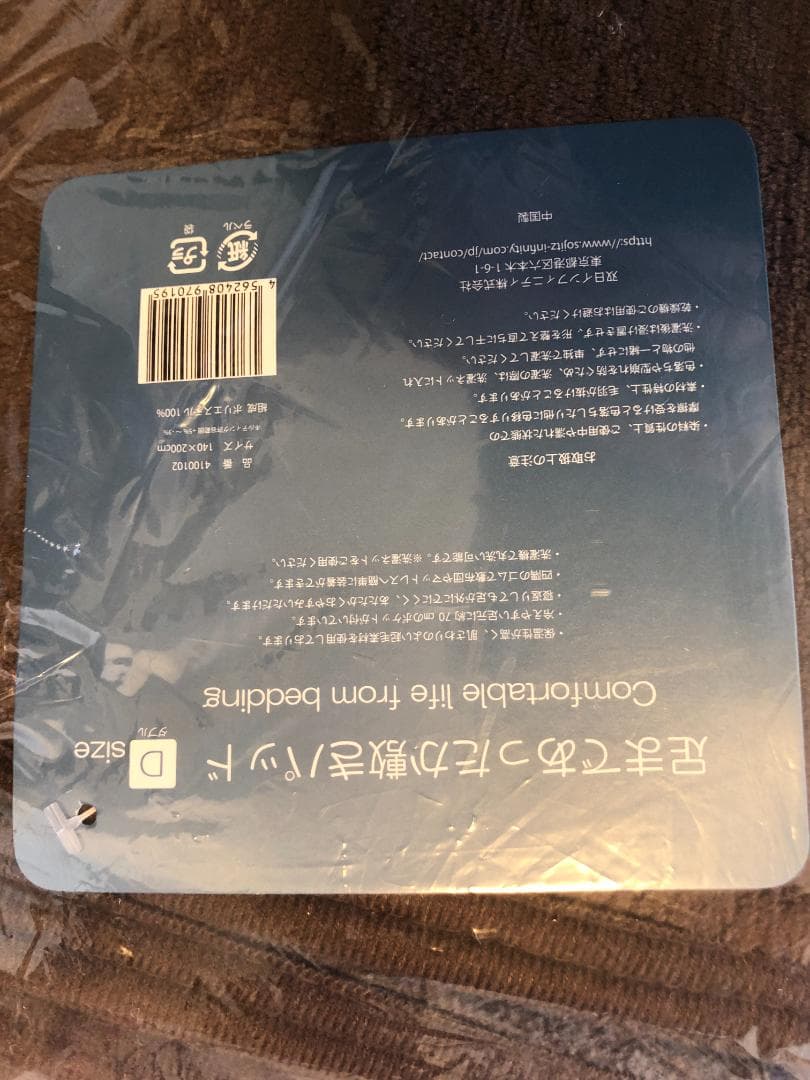 足まであったか敷きパッド
D size
ダブル
Comfortable life from bedding
・保温性が高く、肌さわりのよい起毛素材を使用しております。
・冷えやすい足元に約 70 cmのポケットが付いています。
・寝返りしても足が外にでにくく、あたたかくおやすみいただけます。
・四隅のゴムで敷布団やマットレスへ簡単に装着ができます。
・洗濯機で丸洗い可能です。※洗濯ネットをご使用ください。
お取扱上の注意
・染料の性質上、ご使用中や濡れた状態での
摩擦を受けると色落ちしたり他に色移りすることがあります。
・素材の特性上、毛羽が抜けることがあります。
・色落ちや型崩れを防ぐため、洗濯の際は、洗濯ネットに入れ
他の物と一緒にせず、単独で洗濯してください。
・洗濯後は浸け置きせず、形を整えて直ちに干してください。
・乾燥機のご使用はお避けください。
双日インフィニティ株式会社
東京都港区六本木 1-6-1
https://www.sojitz-infinity.com/jp/contact/
中国製
品 番 4100102
サイズ 140×200cm
組成 ポリエステル 100%
4 562408 970195
紙
ラベル
プラ
袋